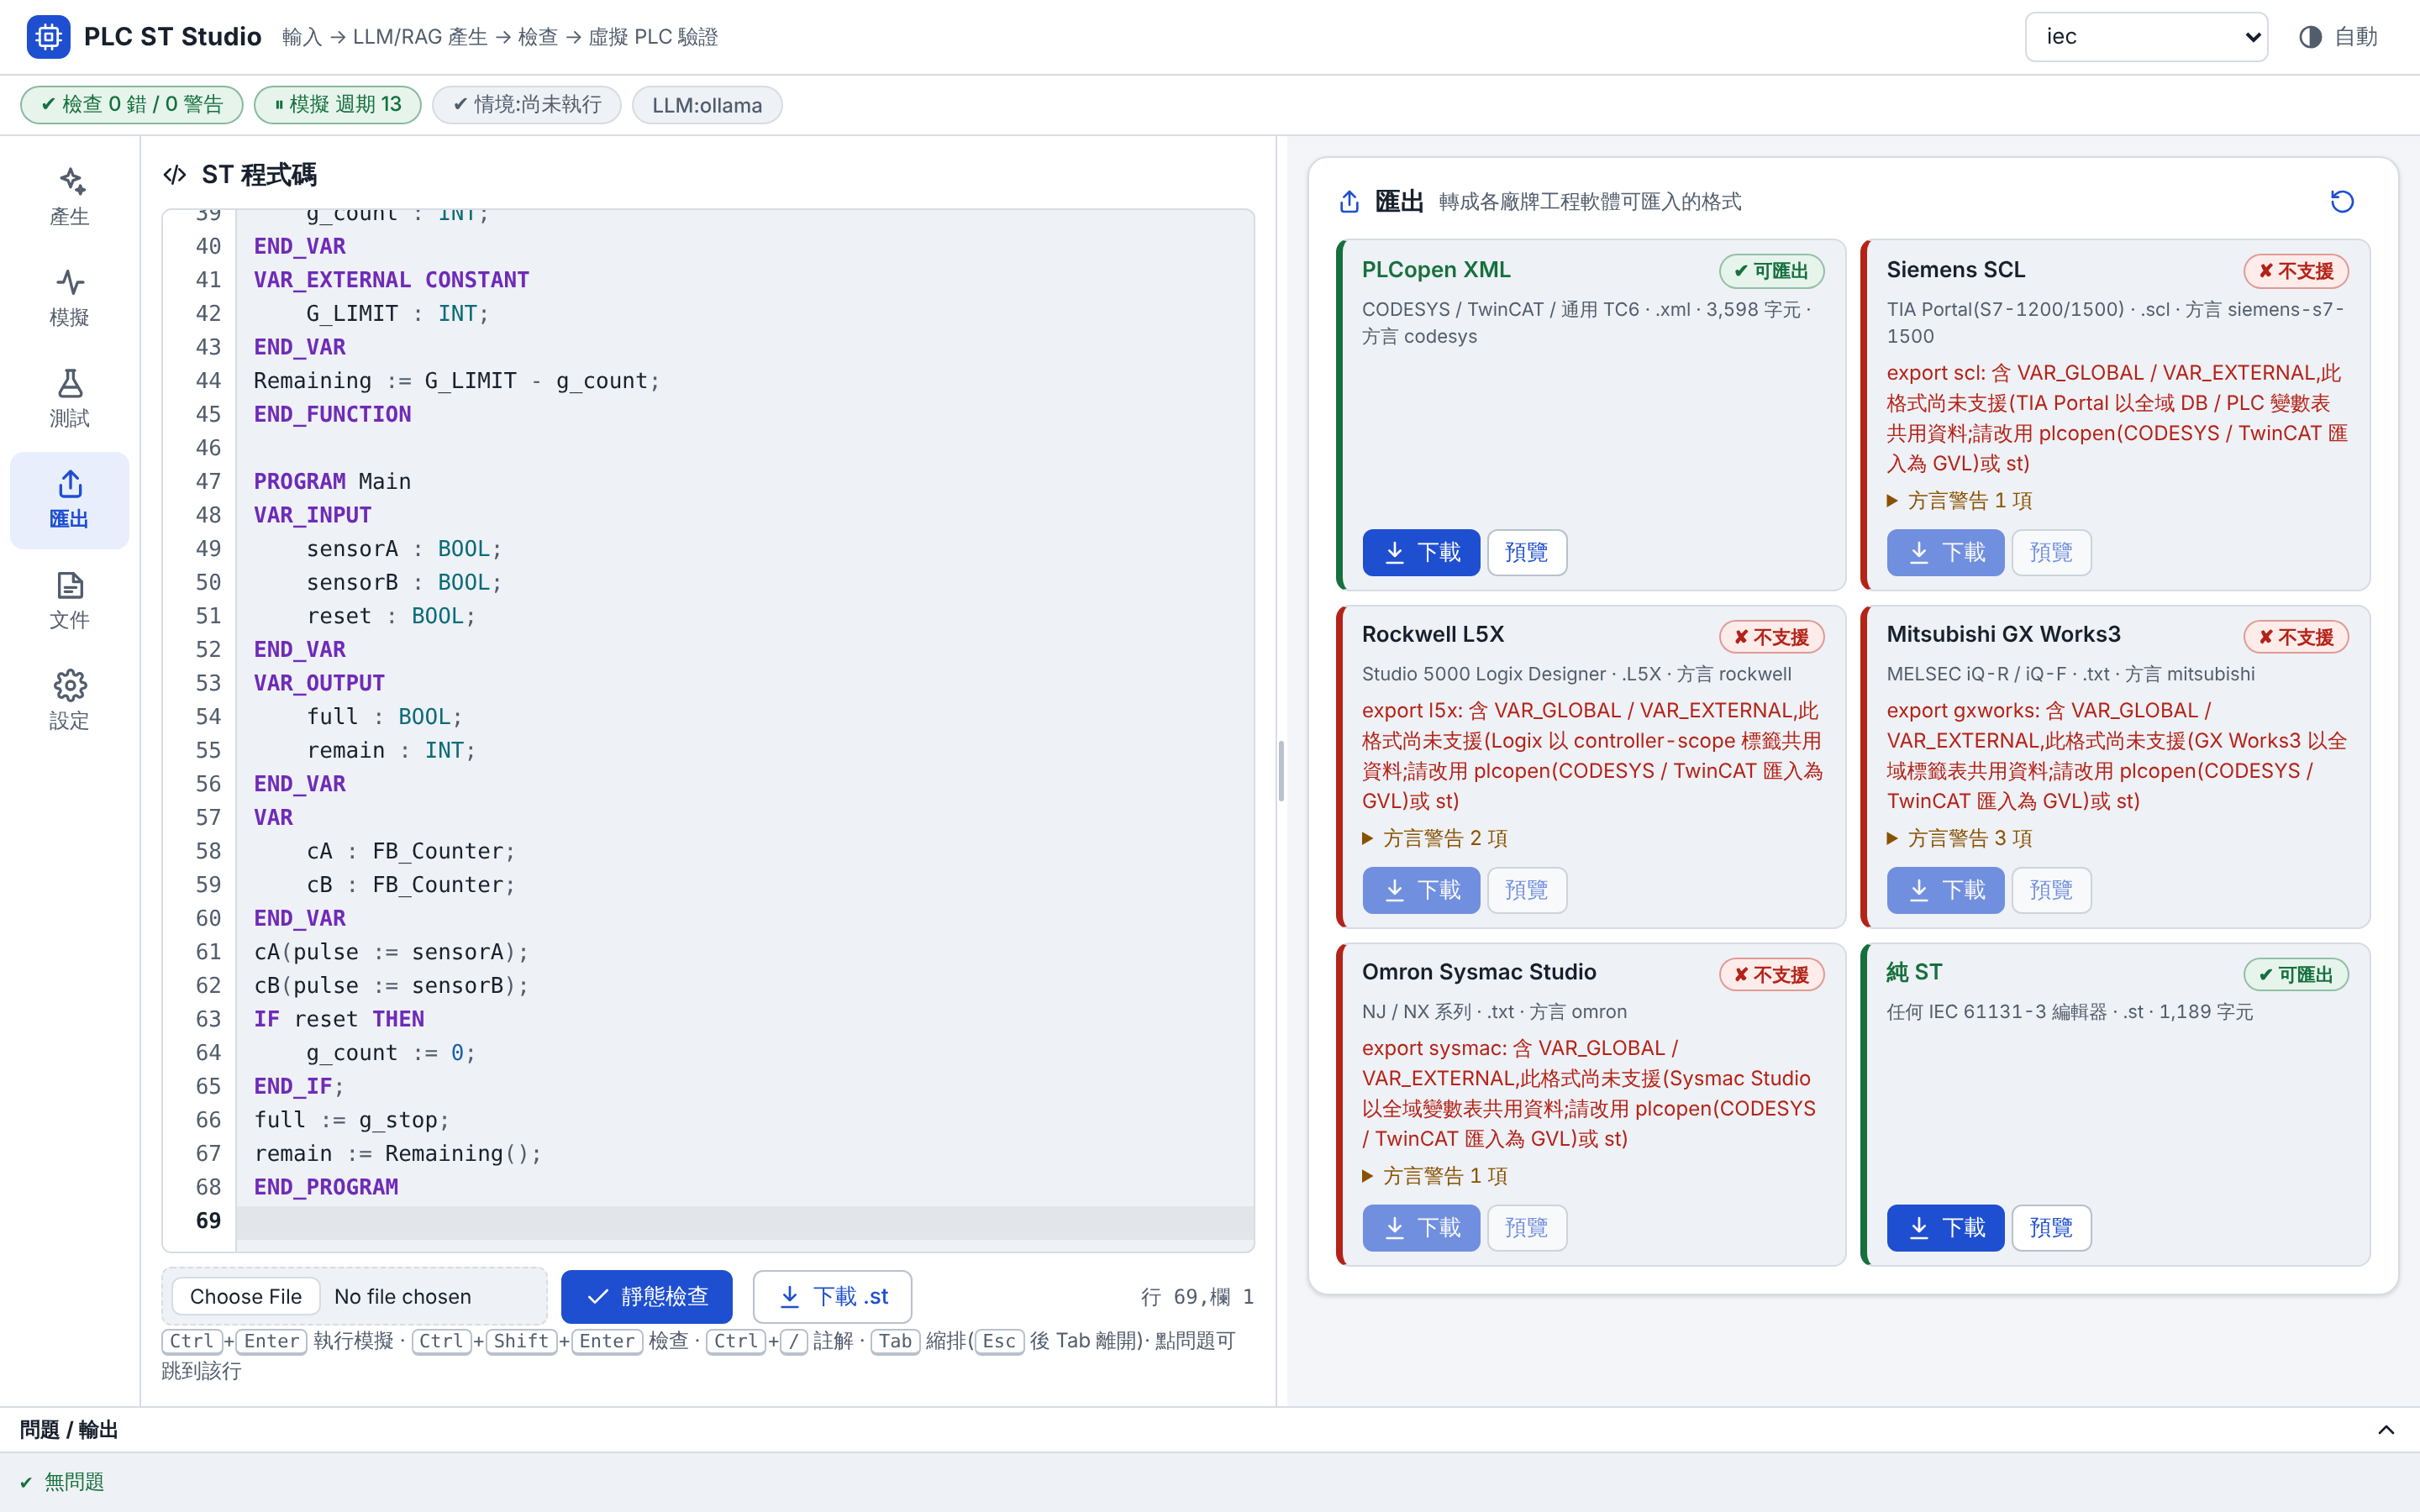 PLC ST Studio 輸入 → LLM/RAG 產生 → 檢查 → 虛擬 PLC 驗證
iec
自動
✔ 檢查 0 錯 / 0 警告
⏸ 模擬 週期 13
✔ 情境:尚未執行
LLM:ollama
產生
模擬
測試
匯出
文件
設定
</> ST 程式碼
39 g_count : INT;
40 END_VAR
41 VAR_EXTERNAL CONSTANT
42 G_LIMIT : INT;
43 END_VAR
44 Remaining := G_LIMIT - g_count;
45 END_FUNCTION
46
47 PROGRAM Main
48 VAR_INPUT
49 sensorA : BOOL;
50 sensorB : BOOL;
51 reset : BOOL;
52 END_VAR
53 VAR_OUTPUT
54 full : BOOL;
55 remain : INT;
56 END_VAR
57 VAR
58 cA : FB_Counter;
59 cB : FB_Counter;
60 END_VAR
61 cA(pulse := sensorA);
62 cB(pulse := sensorB);
63 IF reset THEN
64 g_count := 0;
65 END_IF;
66 full := g_stop;
67 remain := Remaining();
68 END_PROGRAM
69
Choose File No file chosen
靜態檢查
下載 .st
行 69,欄 1
Ctrl+Enter 執行模擬 · Ctrl+Shift+Enter 檢查 · Ctrl+/ 註解 · Tab 縮排(Esc 後 Tab 離開)· 點問題可
跳到該行
匯出 轉成各廠牌工程軟體可匯入的格式
PLCopen XML
✔ 可匯出
CODESYS / TwinCAT / 通用 TC6 · .xml · 3,598 字元 ·
方言 codesys
下載 預覽
Siemens SCL
✘ 不支援
TIA Portal(S7-1200/1500) · .scl · 方言 siemens-s7-
1500
export scl: 含 VAR_GLOBAL / VAR_EXTERNAL,此
格式尚未支援(TIA Portal 以全域 DB / PLC 變數表
共用資料;請改用 plcopen(CODESYS / TwinCAT 匯
入為 GVL)或 st)
▶ 方言警告 1 項
下載 預覽
Rockwell L5X
✘ 不支援
Studio 5000 Logix Designer · .L5X · 方言 rockwell
export l5x: 含 VAR_GLOBAL / VAR_EXTERNAL,此
格式尚未支援(Logix 以 controller-scope 標籤共用
資料;請改用 plcopen(CODESYS / TwinCAT 匯入為
GVL)或 st)
▶ 方言警告 2 項
下載 預覽
Mitsubishi GX Works3
✘ 不支援
MELSEC iQ-R / iQ-F · .txt · 方言 mitsubishi
export gxworks: 含 VAR_GLOBAL /
VAR_EXTERNAL,此格式尚未支援(GX Works3 以全
域標籤表共用資料;請改用 plcopen(CODESYS /
TwinCAT 匯入為 GVL)或 st)
▶ 方言警告 3 項
下載 預覽
Omron Sysmac Studio
✘ 不支援
NJ / NX 系列 · .txt · 方言 omron
export sysmac: 含 VAR_GLOBAL /
VAR_EXTERNAL,此格式尚未支援(Sysmac Studio
以全域變數表共用資料;請改用 plcopen(CODESYS
/ TwinCAT 匯入為 GVL)或 st)
▶ 方言警告 1 項
下載 預覽
純 ST
✔ 可匯出
任何 IEC 61131-3 編輯器 · .st · 1,189 字元
下載 預覽
問題 / 輸出
✔ 無問題